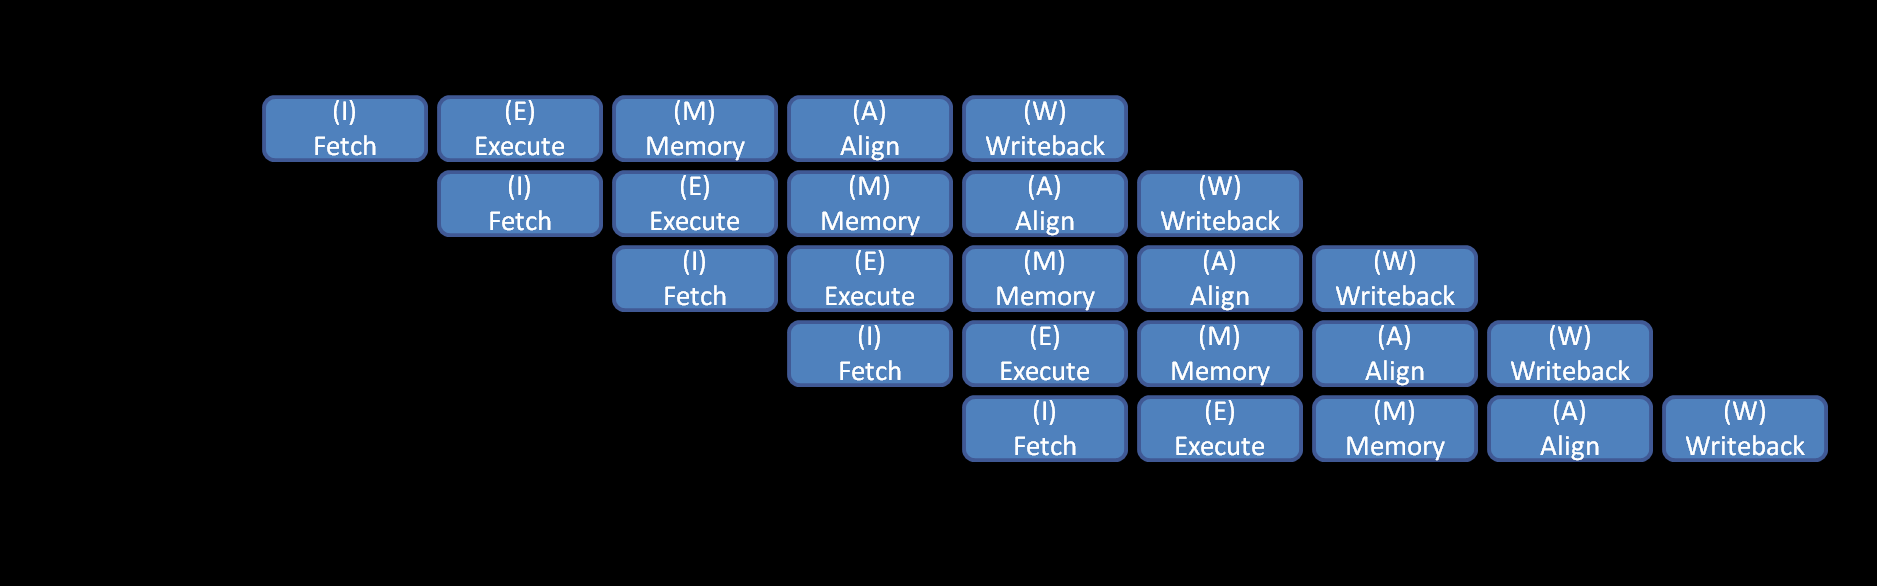 (I)
Fetch
(E)
Execute
(M)
Memory
(A)
Align
(W)
Writeback
(I)
Fetch
(E)
Execute
(M)
Memory
(A)
Align
(W)
Writeback
(I)
Fetch
(E)
Execute
(M)
Memory
(A)
Align
(W)
Writeback
(I)
Fetch
(E)
Execute
(M)
Memory
(A)
Align
(W)
Writeback
(I)
Fetch
(E)
Execute
(M)
Memory
(A)
Align
(W)
Writeback